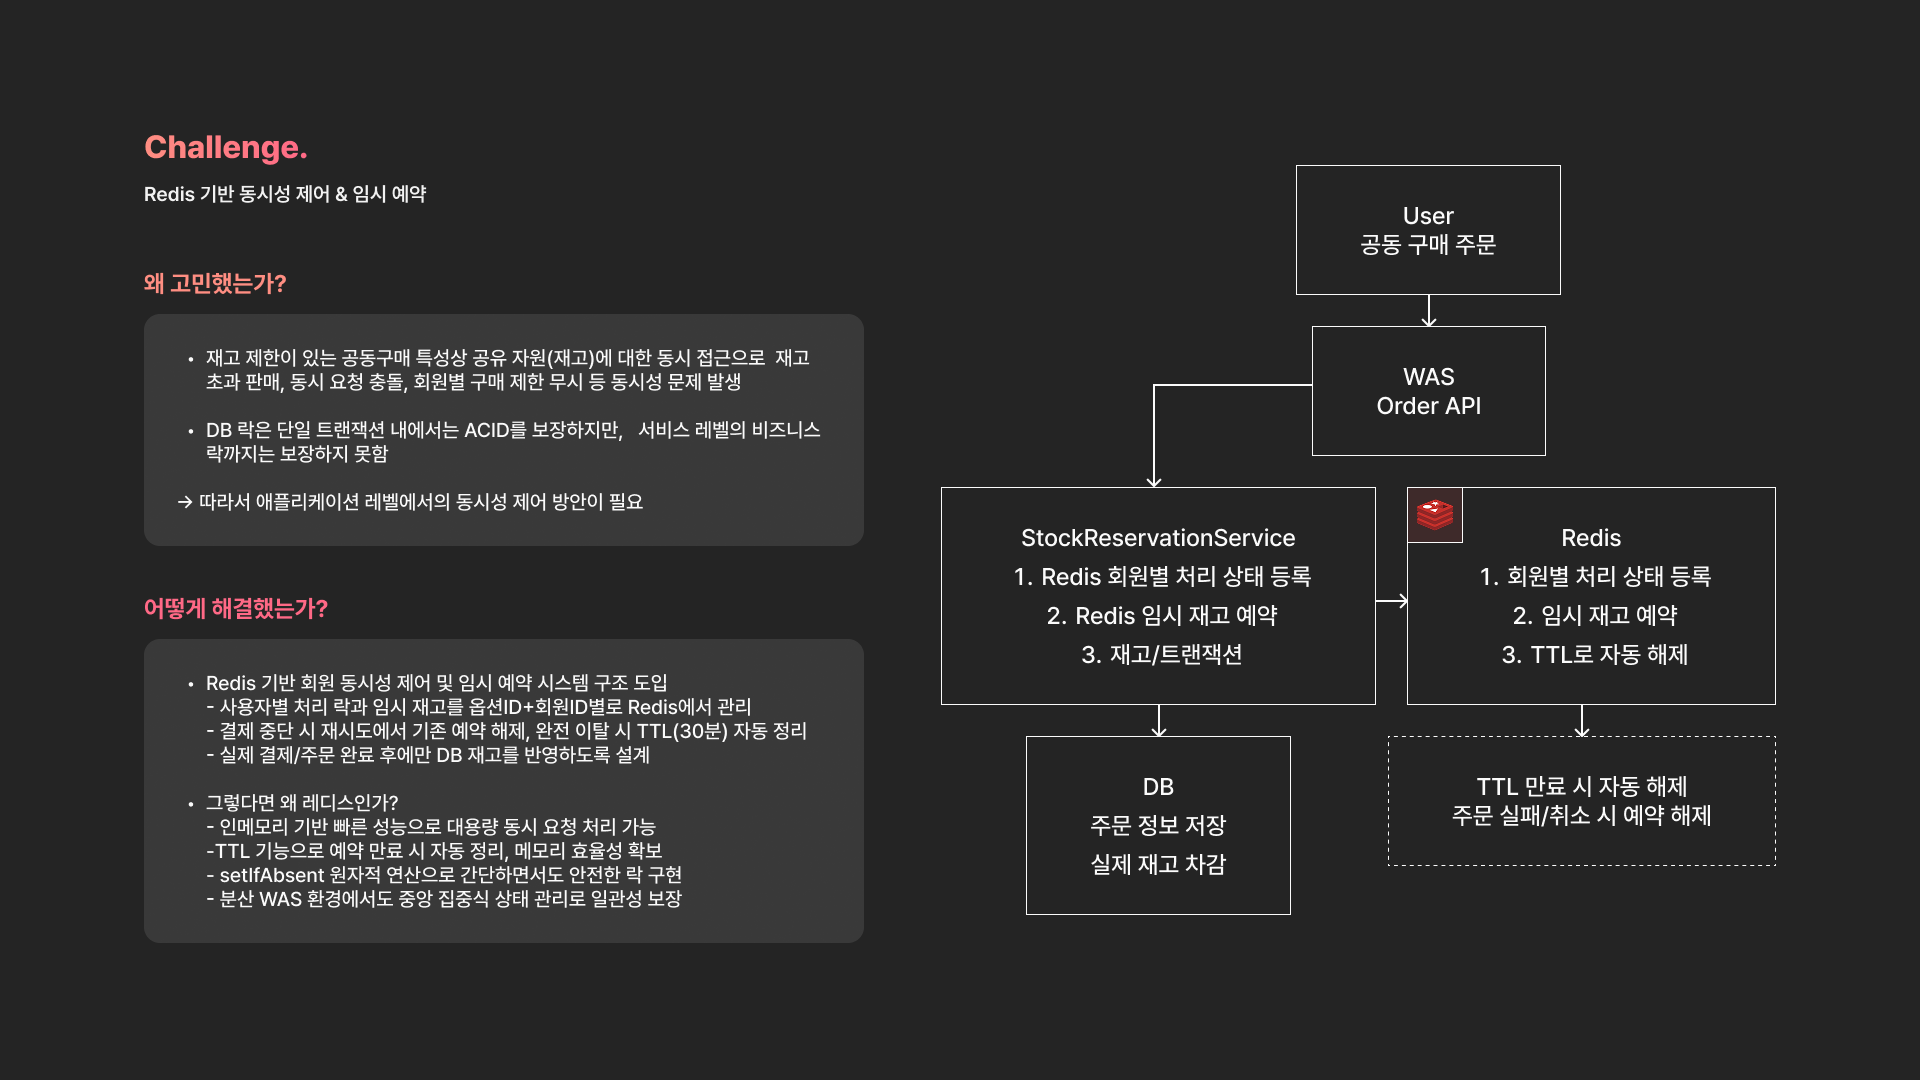 Challenge.
Redis 기반 동시성 제어 & 임시 예약
왜 고민했는가?
• 재고 제한이 있는 공동구매 특성상 공유 자원(재고)에 대한 동시 접근으로 재고
초과 판매, 동시 요청 충돌, 회원별 구매 제한 무시 등 동시성 문제 발생
• DB 락은 단일 트랜잭션 내에서는 ACID를 보장하지만, 서비스 레벨의 비즈니스
락까지는 보장하지 못함
→ 따라서 애플리케이션 레벨에서의 동시성 제어 방안이 필요
어떻게 해결했는가?
• Redis 기반 회원 동시성 제어 및 임시 예약 시스템 구조 도입
- 사용자별 처리 락과 임시 재고를 옵션ID+회원ID별로 Redis에서 관리
- 결제 중단 시 재시도에서 기존 예약 해제, 완전 이탈 시 TTL(30분) 자동 정리
- 실제 결제/주문 완료 후에만 DB 재고를 반영하도록 설계
• 그렇다면 왜 레디스인가?
- 인메모리 기반 빠른 성능으로 대용량 동시 요청 처리 가능
-TTL 기능으로 예약 만료 시 자동 정리, 메모리 효율성 확보
- setIfAbsent 원자적 연산으로 간단하면서도 안전한 락 구현
- 분산 WAS 환경에서도 중앙 집중식 상태 관리로 일관성 보장
User
공동 구매 주문
WAS
Order API
StockReservationService
1. Redis 회원별 처리 상태 등록
2. Redis 임시 재고 예약
3. 재고/트랜잭션
Redis
1. 회원별 처리 상태 등록
2. 임시 재고 예약
3. TTL로 자동 해제
DB
주문 정보 저장
실제 재고 차감
TTL 만료 시 자동 해제
주문 실패/취소 시 예약 해제